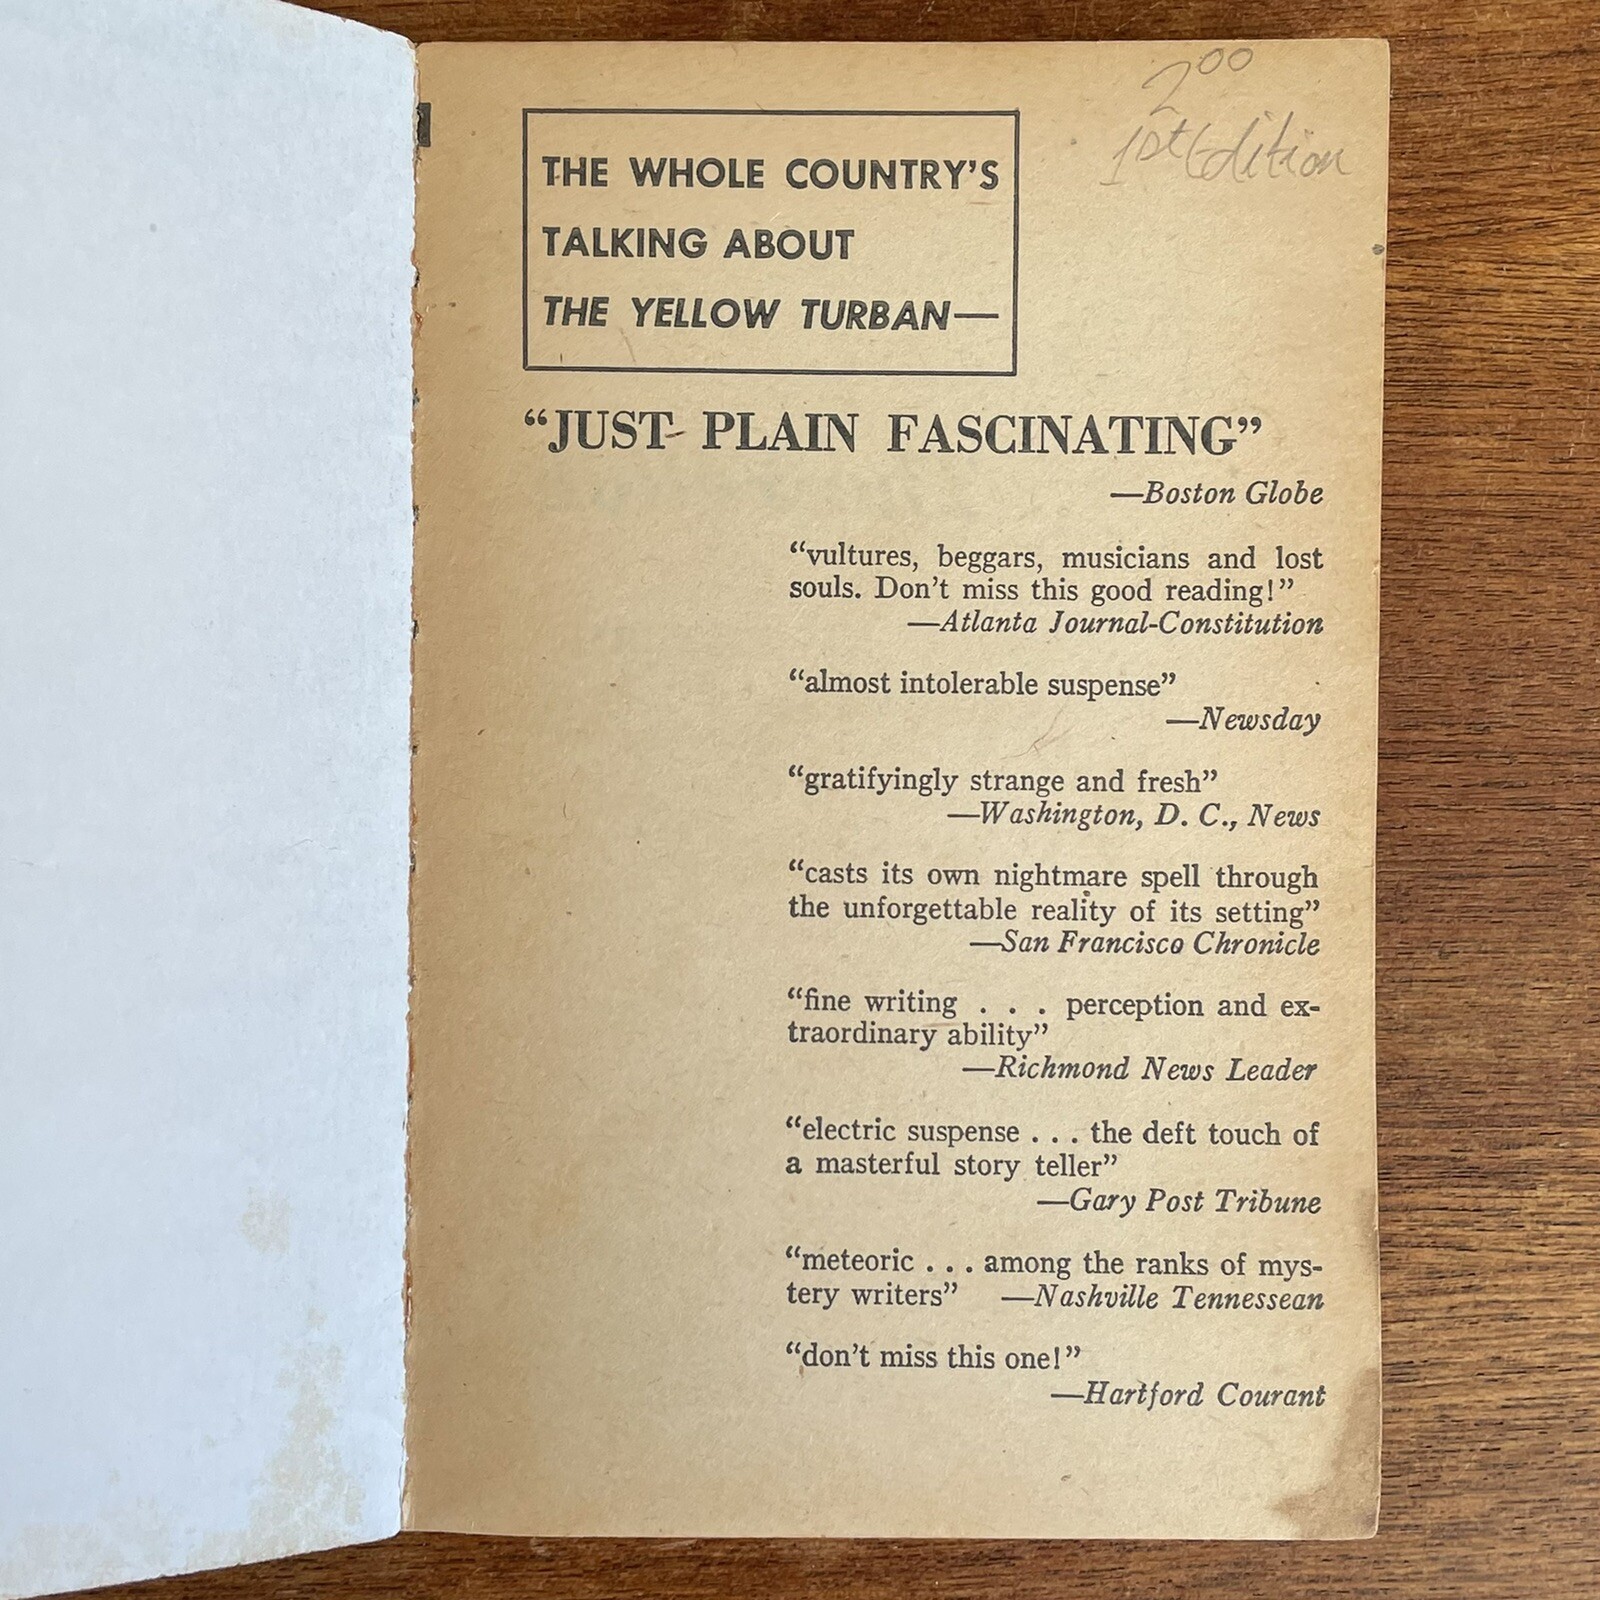 2.00
1st Edition
THE WHOLE COUNTRY'S
TALKING ABOUT
THE YELLOW TURBAN—
“JUST PLAIN FASCINATING”
—Boston Globe
“vultures, beggars, musicians and lost
souls. Don’t miss this good reading!”
—Atlanta Journal-Constitution
“almost intolerable suspense”
—Newsday
“gratifyingly strange and fresh”
—Washington, D. C., News
“casts its own nightmare spell through
the unforgettable reality of its setting”
—San Francisco Chronicle
“fine writing . . . perception and ex-
traordinary ability”
—Richmond News Leader
“electric suspense . . . the deft touch of
a masterful story teller”
—Gary Post Tribune
“meteoric . . . among the ranks of mys-
tery writers” —Nashville Tennessean
“don’t miss this one!”
—Hartford Courant